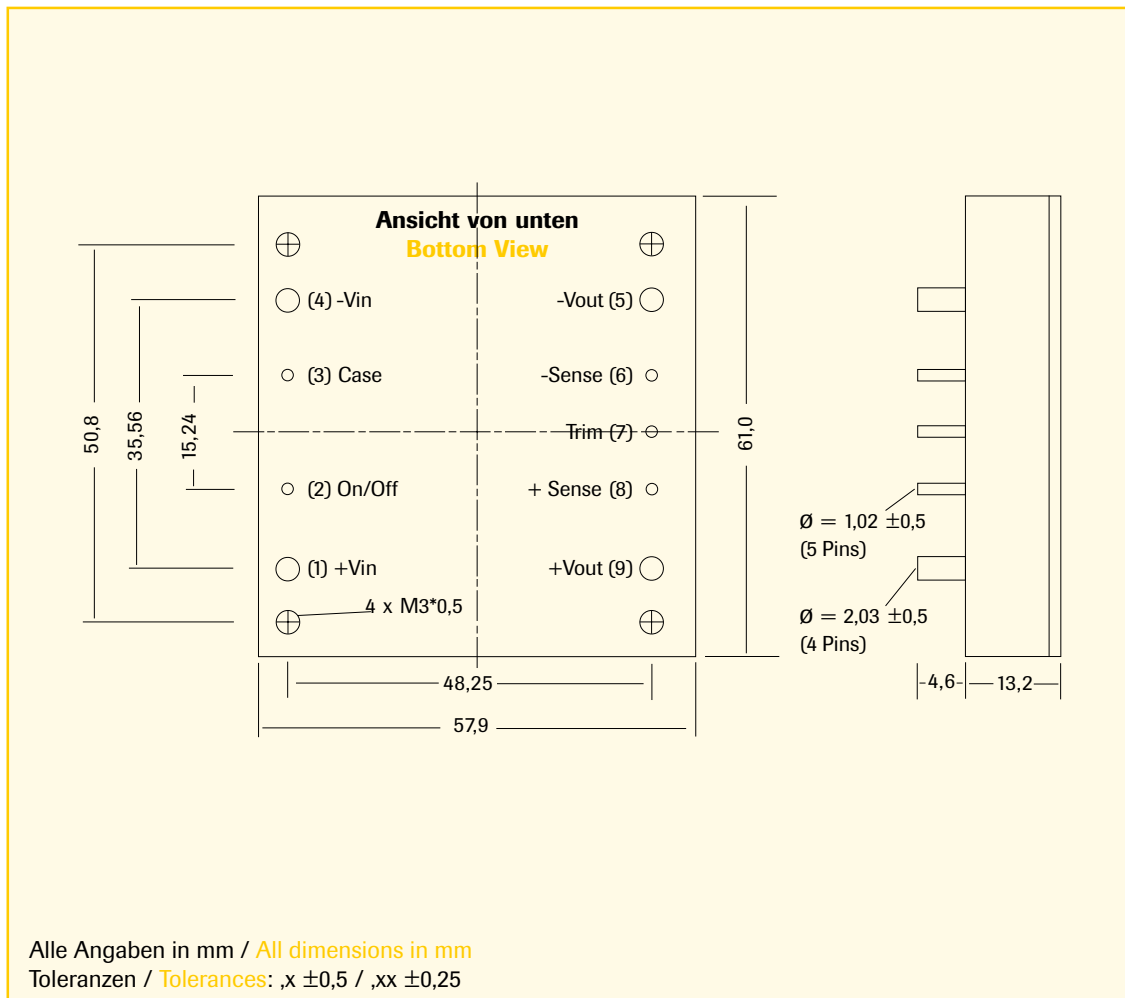 Ansicht von unten
Bottom View
(4) -Vin
-Vout (5)
(3) Case
-Sense (6)
Trim (7)
(2) On/Off
+ Sense (8)
(1) +Vin
+Vout (9)
4 x M3*0,5
50,8
35,56
15,24
61,0
48,25
57,9
Ø = 1,02 ±0,5
(5 Pins)
Ø = 2,03 ±0,5
(4 Pins)
4,6
13,2
Alle Angaben in mm / All dimensions in mm
Toleranzen / Tolerances: ,x ±0,5 / ,xx ±0,25